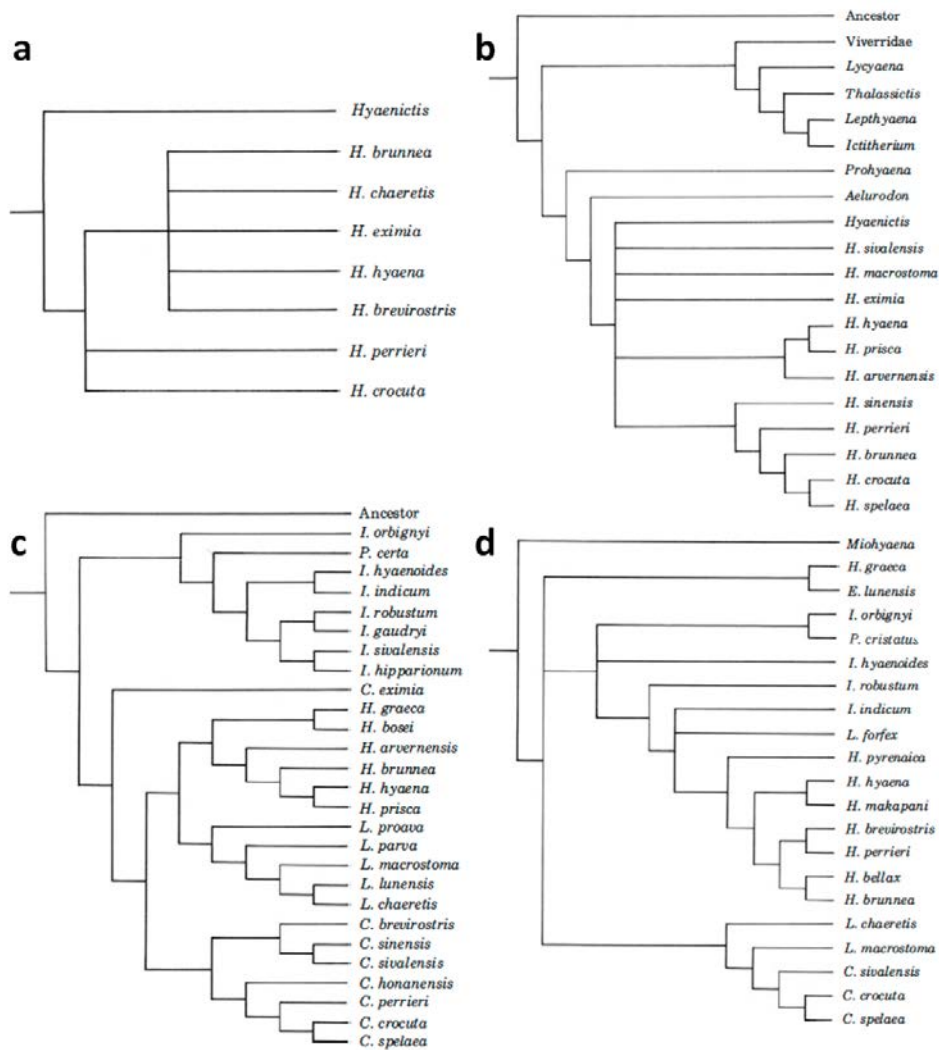 a
Hyaenictis
H. brunnea
H. chaeretis
H. eximia
H. hyaena
H. brevirostris
H. perrieri
H. crocuta
b
Ancestor
Viverridae
Lycyaena
Thalassictis
Lepthyaena
Ictitherium
Prohyaena
Aelurodon
Hyaenictis
H. sivalensis
H. macrostoma
H. eximia
H. hyaena
H. prisca
H. arvernensis
H. sinensis
H. perrieri
H. brunnea
H. crocuta
H. spelaea
c
Ancestor
I. orbignyi
P. certa
I. hyaenoides
I. indicum
I. robustum
I. gaudryi
I. sivalensis
I. hipparionum
C. eximia
H. graeca
H. bosei
H. arvernensis
H. brunnea
H. hyaena
H. prisca
L. proava
L. parva
L. macrostoma
L. lunensis
L. chaeretis
C. brevirostris
C. sinensis
C. sivalensis
C. honanensis
C. perrieri
C. crocuta
C. spelaea
d
Miohyaena
H. graeca
E. lunensis
I. orbignyi
P. cristatus
I. hyaenoides
I. robustum
I. indicum
L. forfex
H. pyrenaica
H. hyaena
H. makapani
H. brevirostris
H. perrieri
H. bellax
H. brunnea
L. chaeretis
L. macrostoma
C. sivalensis
C. crocuta
C. spelaea